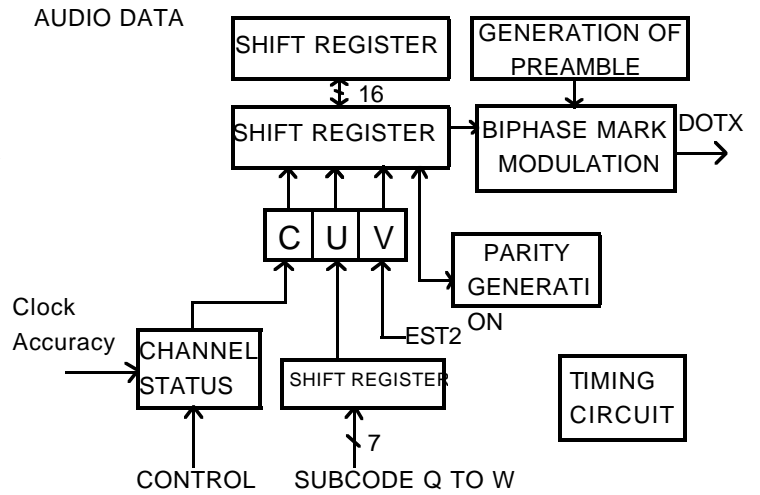 AUDIO DATA
SHIFT REGISTER
GENERATION OF
PREAMBLE
16
SHIFT REGISTER
BIPHASE MARK
MODULATION
DOTX
C U V
PARITY
GENERATI
ON
Clock
Accuracy
EST2
CHANNEL
STATUS
SHIFT REGISTER
TIMING
CIRCUIT
7
CONTROL
SUBCODE Q TO W